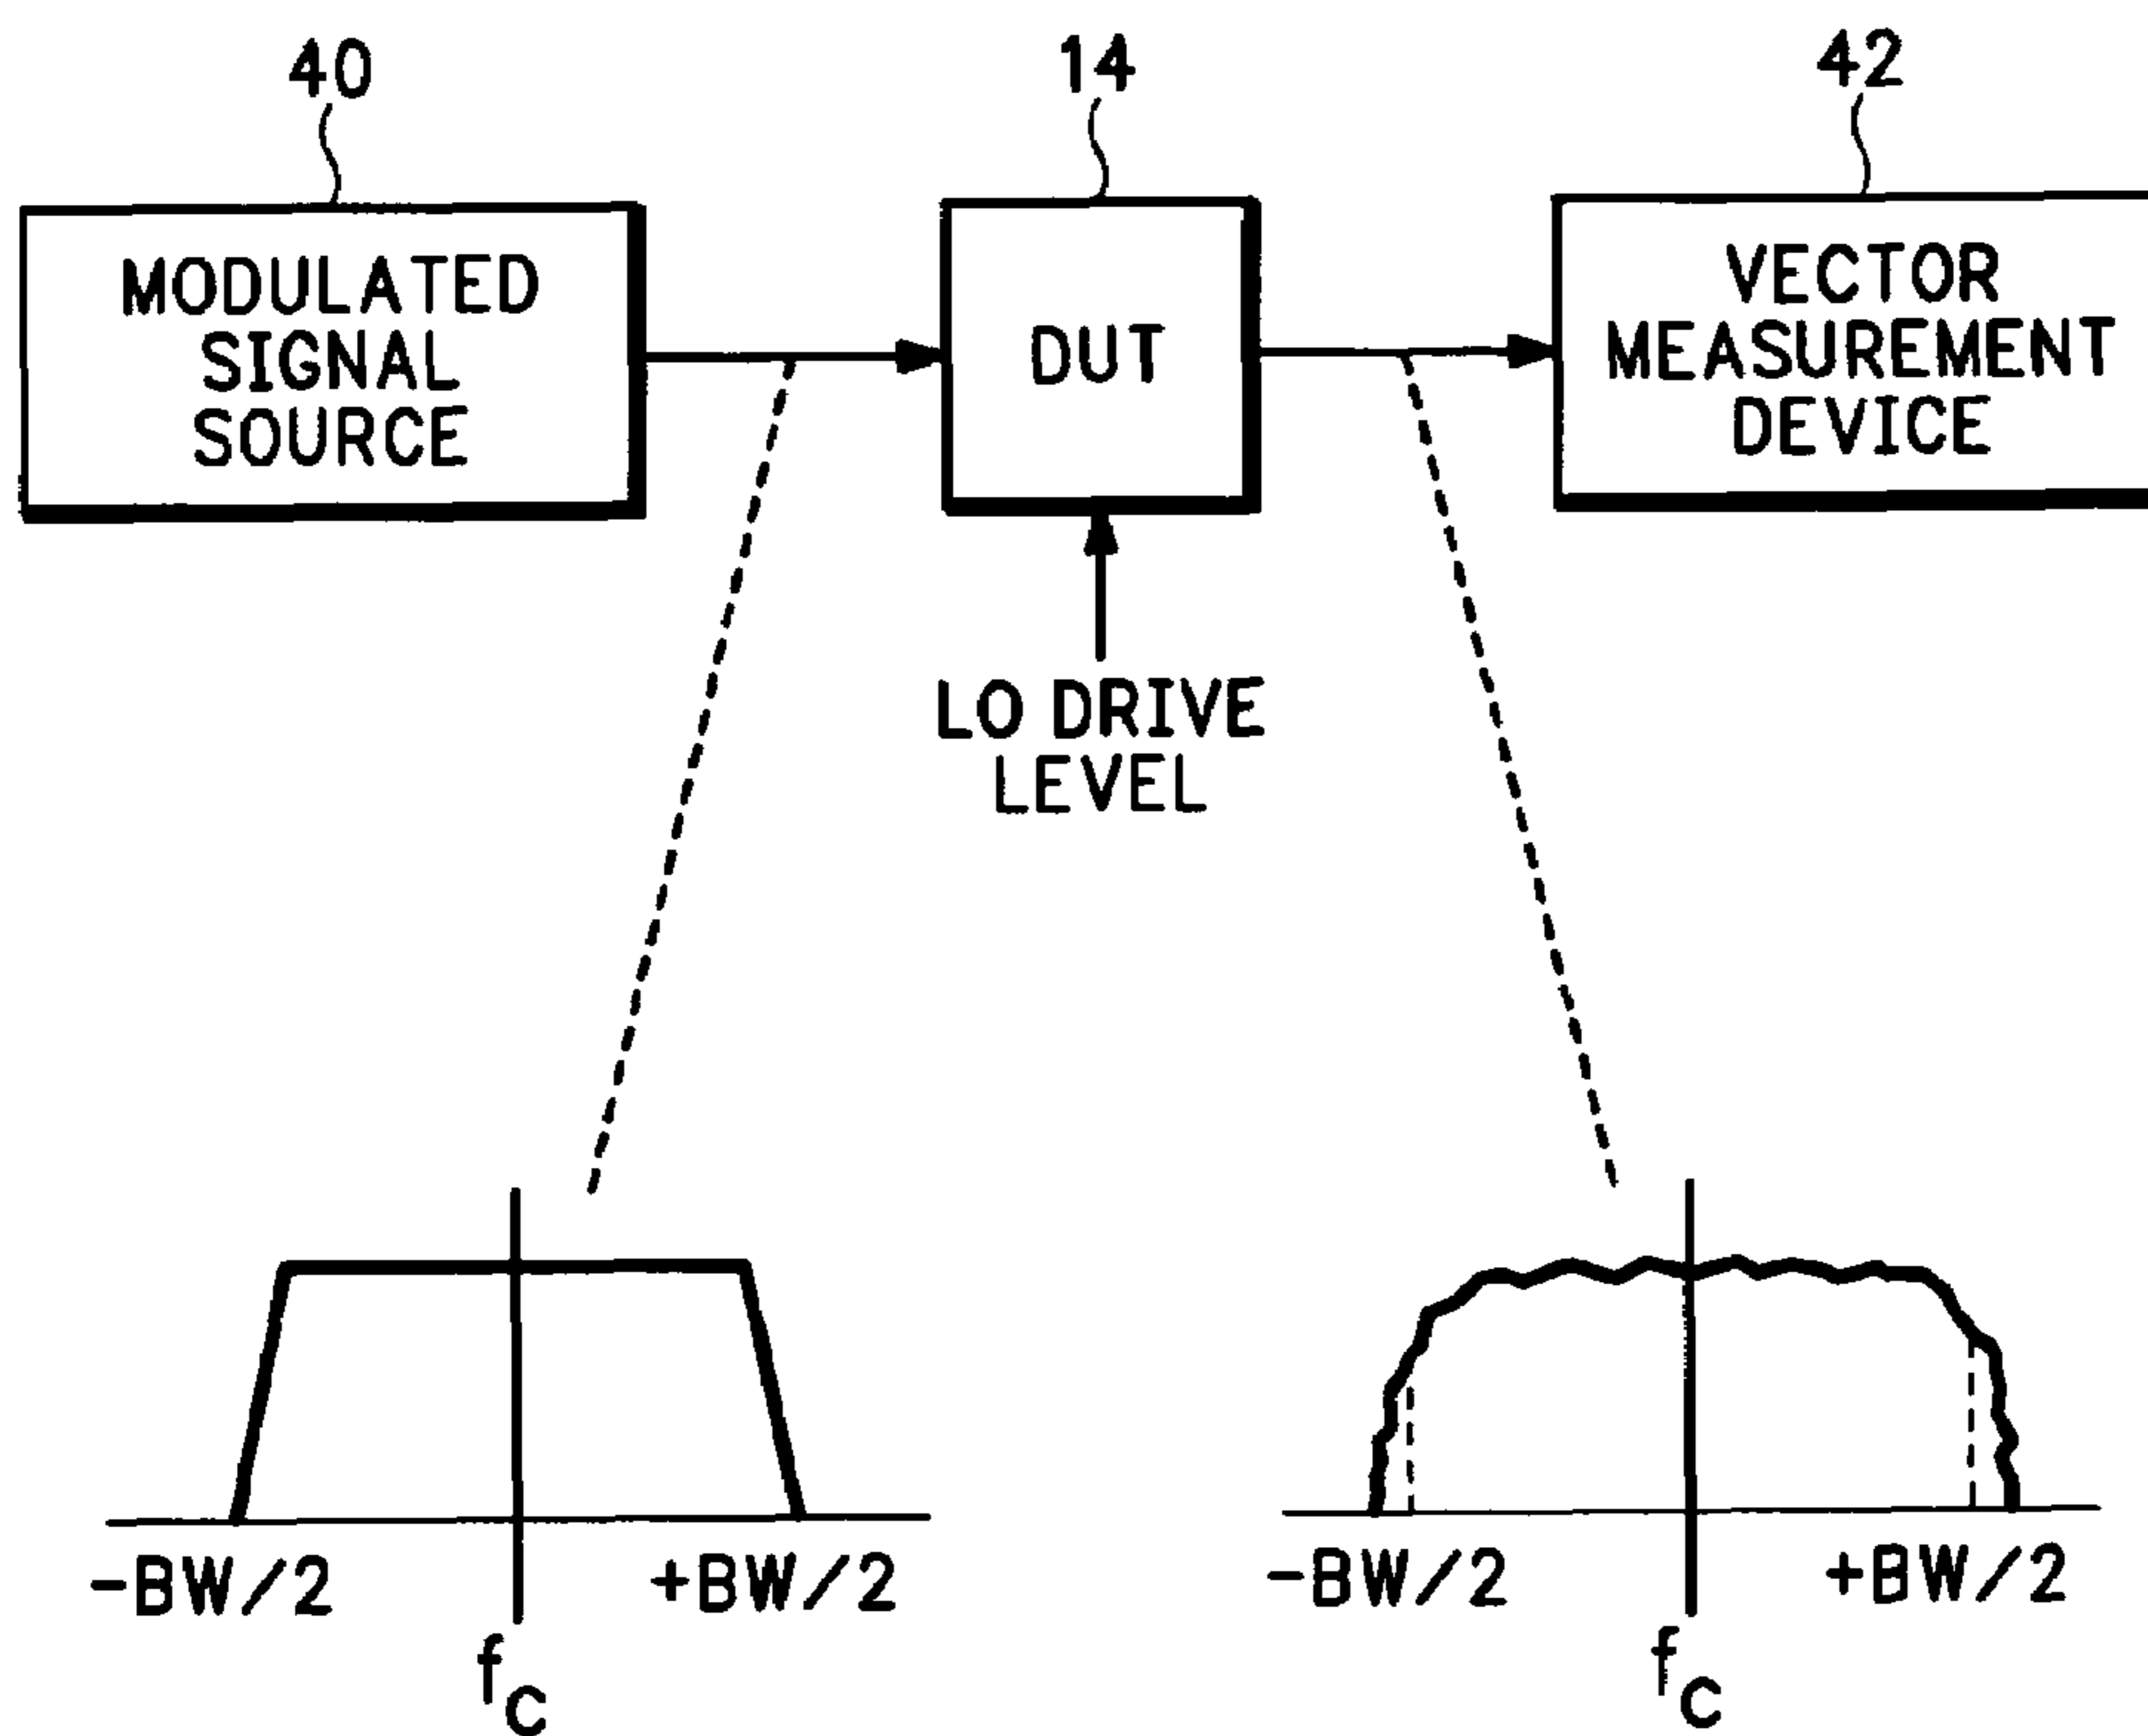 40
14
42
MODULATED
SIGNAL
SOURCE
DUT
VECTOR
MEASUREMENT
DEVICE
LO DRIVE
LEVEL
-BW/2
+BW/2
fC
-BW/2
+BW/2
fC